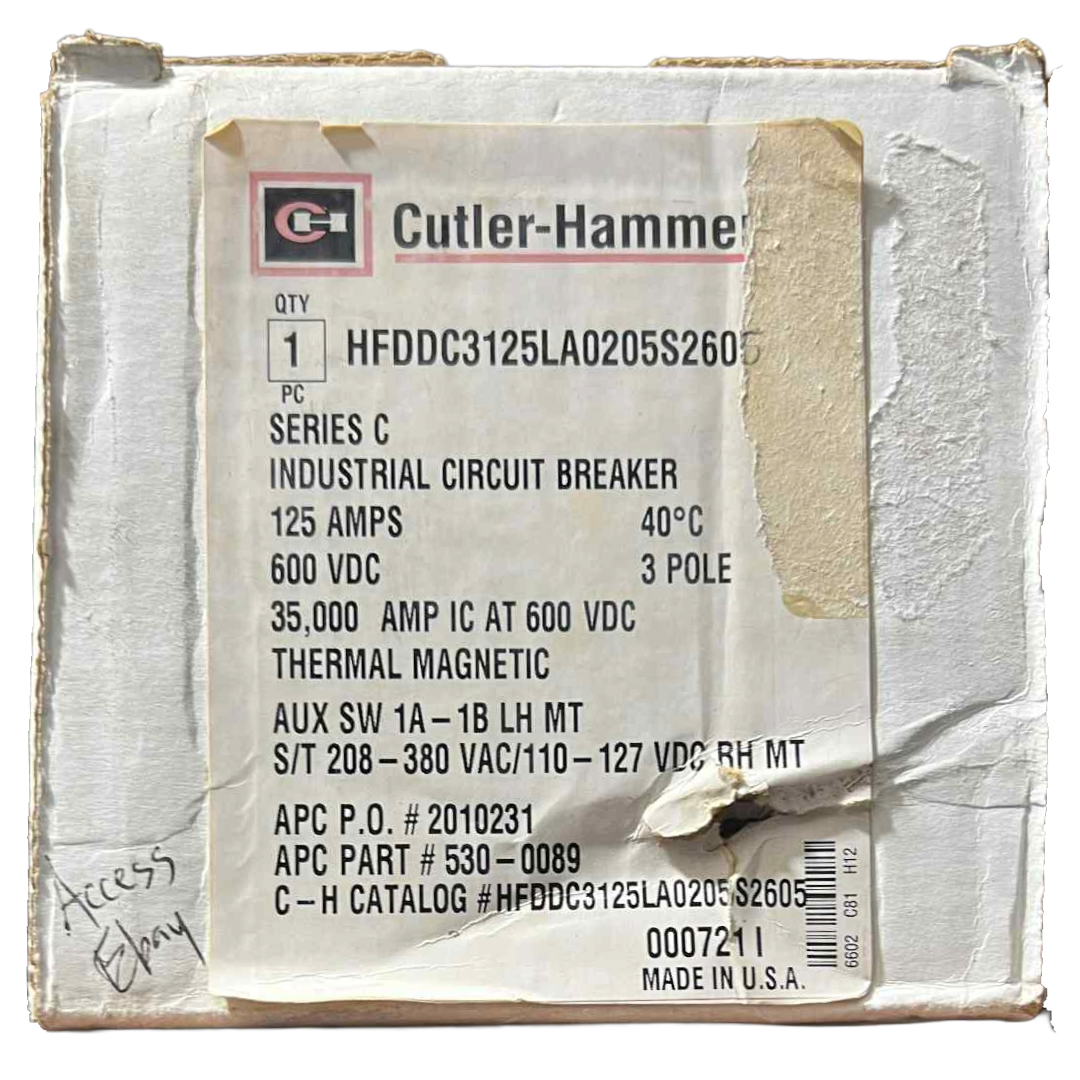 CH Cutler-Hammer
QTY
1 HFDDC3125LA0205S2605
PC
SERIES C
INDUSTRIAL CIRCUIT BREAKER
125 AMPS 40°C
600 VDC 3 POLE
35,000 AMP IC AT 600 VDC
THERMAL MAGNETIC
AUX SW 1A-1B LH MT
S/T 208-380 VAC/110-127 VDC RH MT
APC P.O. # 2010231
APC PART # 530-0089
C-H CATALOG #HFDDC3125LA0205S2605
000721 I
MADE IN U.S.A.
6602 C81 H12
Access
Ebay